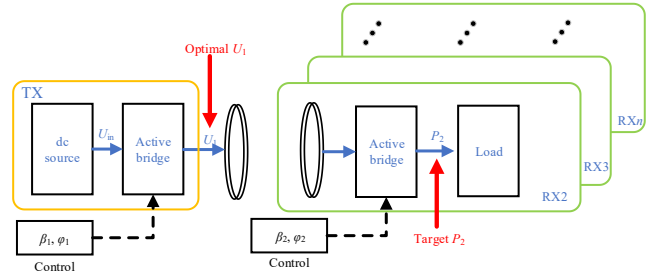 Optimal U₁
TX
dc
source
U_in
Active
bridge
U₁
Active
bridge
P₂
Load
RX2
RX3
RXn
β₁, φ₁
Control
β₂, φ₂
Control
Target P₂